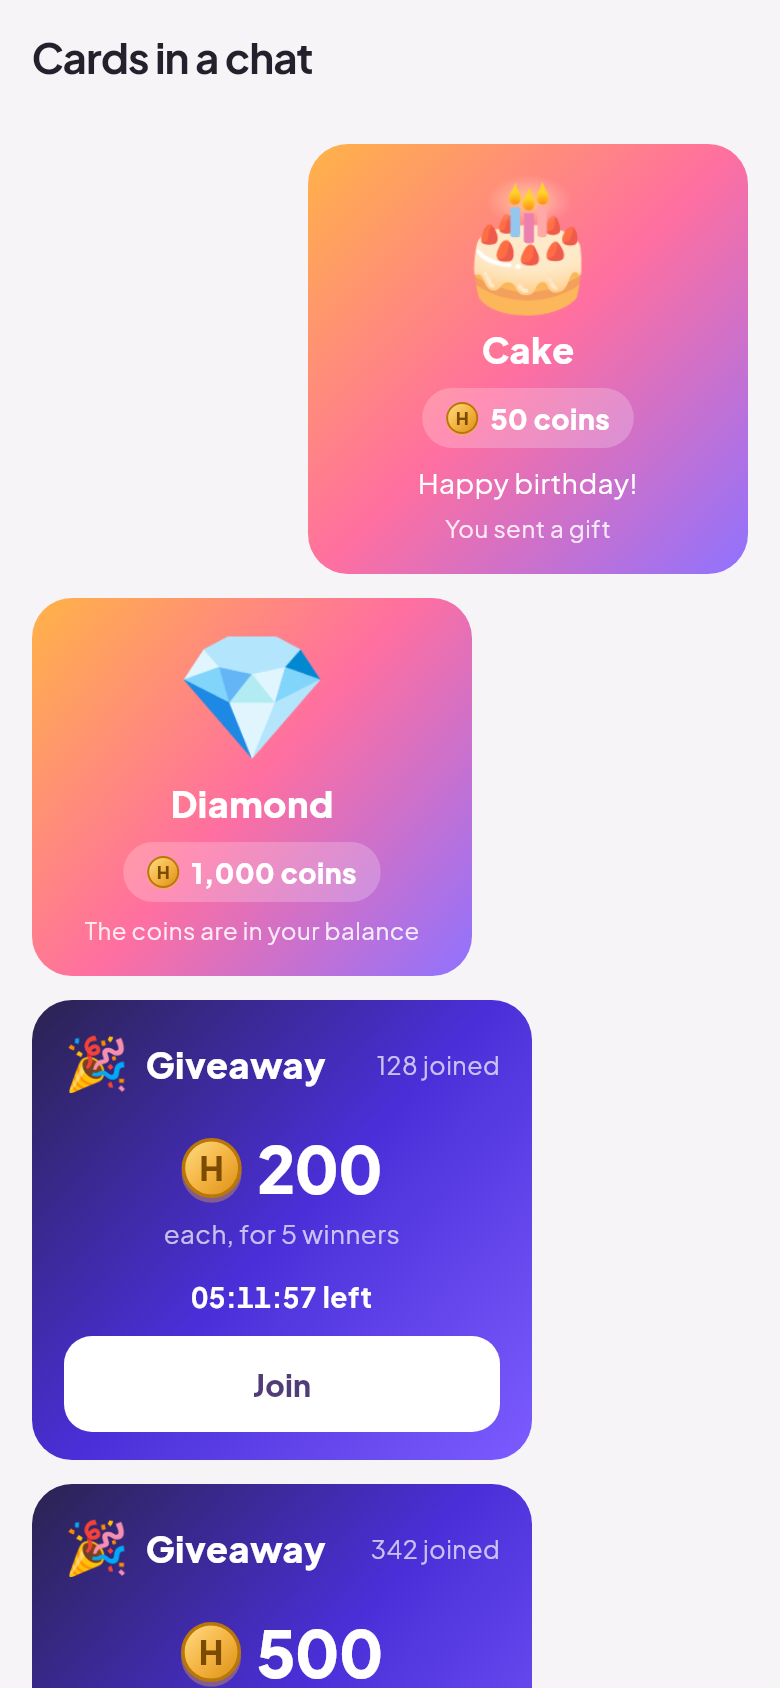 Cards in a chat
Cake
H 50 coins
Happy birthday!
You sent a gift
Diamond
H 1,000 coins
The coins are in your balance
Giveaway 128 joined
H 200
each, for 5 winners
05:11:57 left
Join
Giveaway 342 joined
H 500